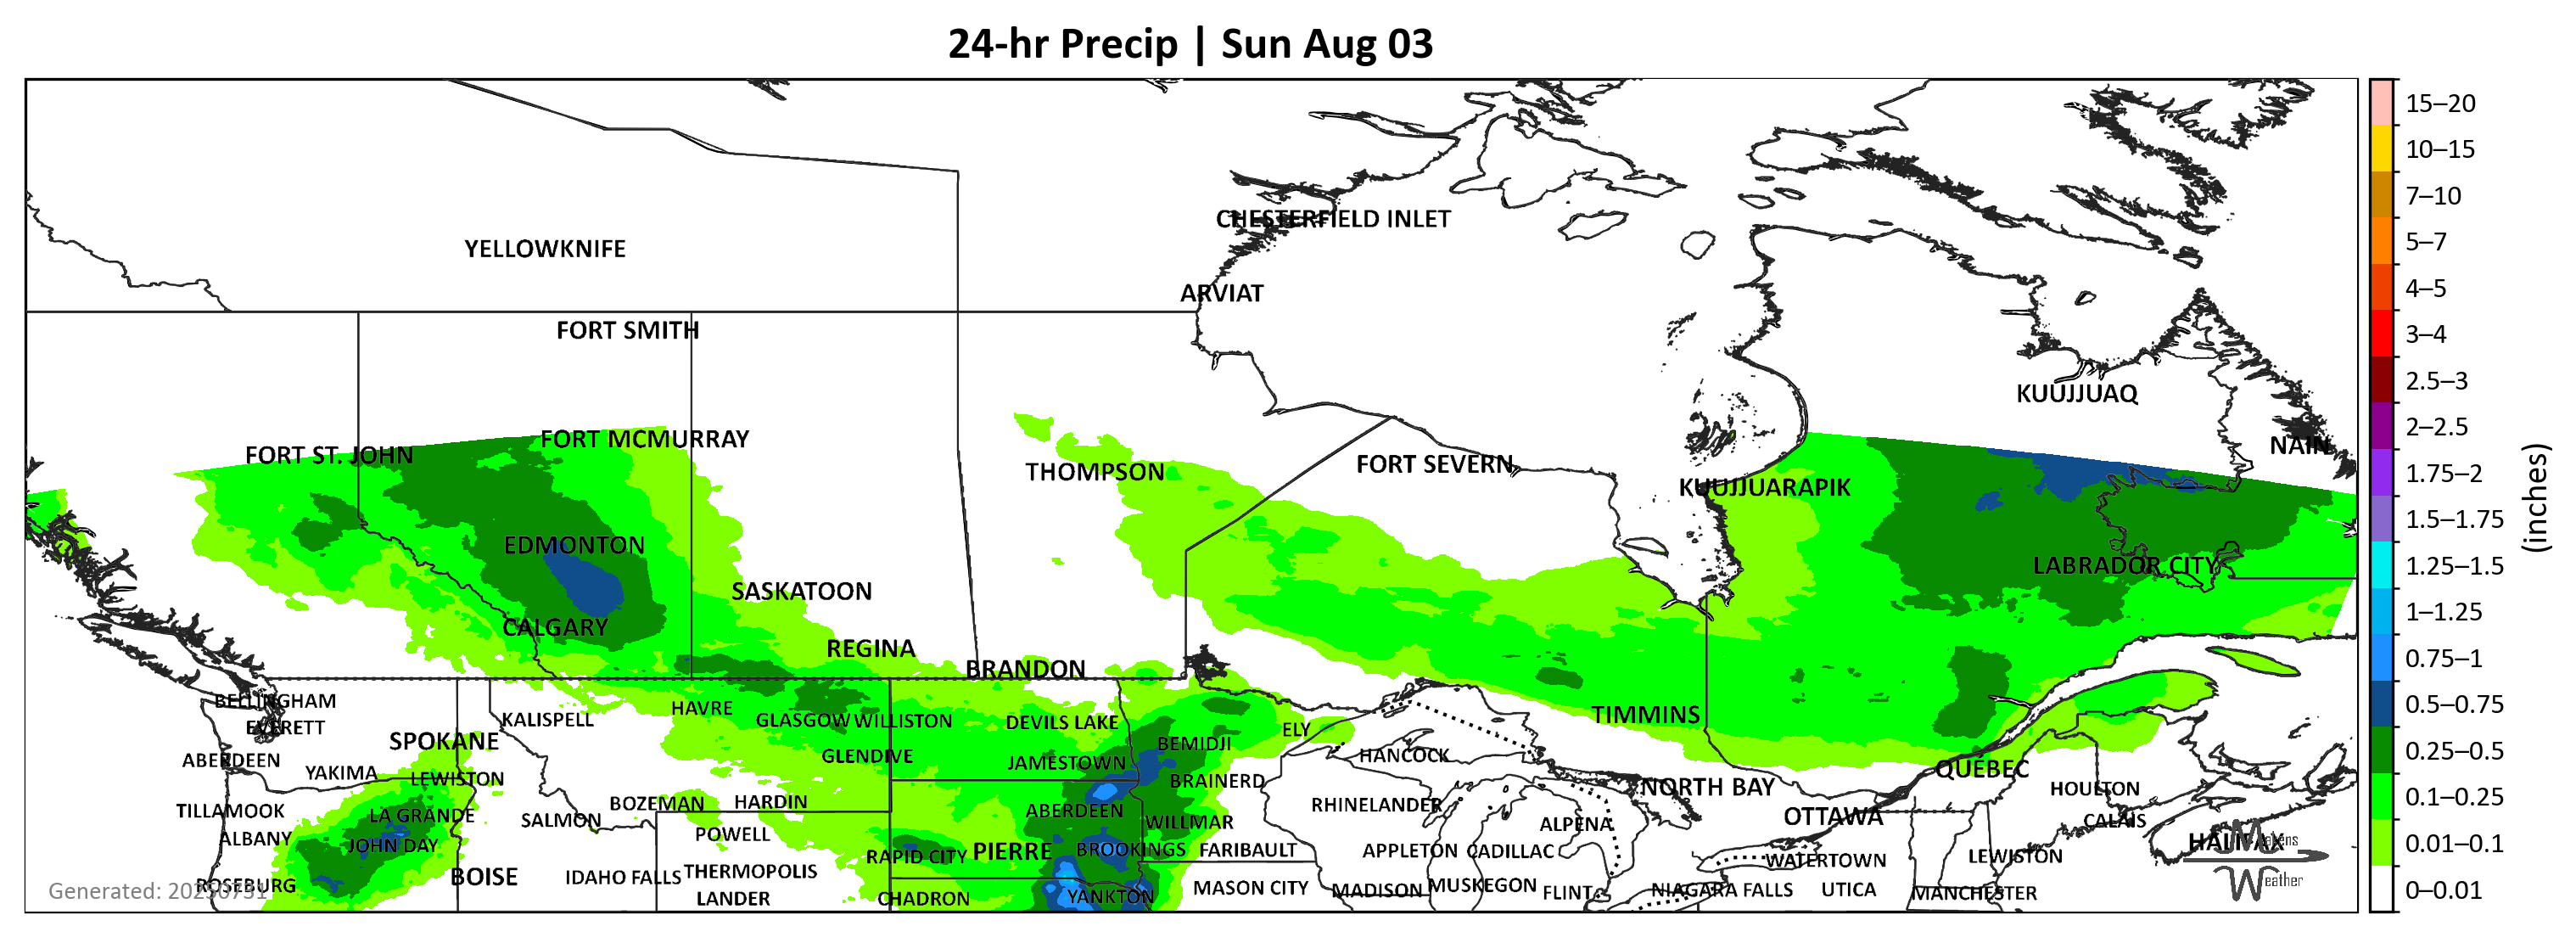 24-hr Precip | Sun Aug 03
CHESTERFIELD INLET
YELLOWKNIFE
ARVIAT
FORT SMITH
KUUJJUAQ
FORT MCMURRAY
NAIN
FORT ST. JOHN
THOMPSON
FORT SEVERN
KUUJJUARAPIK
EDMONTON
LABRADOR CITY
SASKATOON
CALGARY
REGINA
BRANDON
BELLINGHAM
HAVRE
KALISPELL
GLASGOW
WILLISTON
DEVILS LAKE
TIMMINS
EVERETT
ELY
SPOKANE
BEMIDJI
ABERDEEN
GLENDIVE
JAMESTOWN
HANCOCK
YAKIMA
LEWISTON
BRAINERD
NORTH BAY
QUEBEC
HOULTON
BOZEMAN
HARDIN
RHINELANDER
TILLAMOOK
LA GRANDE
SALMON
ABERDEEN
WILLMAR
ALPENA
OTTAWA
CALAIS
ALBANY
JOHN DAY
POWELL
HALIFAX
RAPID CITY
PIERRE
BROOKINGS
FARIBAULT
APPLETON
CADILLAC
WATERTOWN
LEWISTON
BOISE
IDAHO FALLS
THERMOPOLIS
ROSEBURG
MASON CITY
MADISON
MUSKEGON
FLINT
NIAGARA FALLS
UTICA
MANCHESTER
LANDER
CHADRON
YANKTON
Generated: 20250731
Weather
15–20
10–15
7–10
5–7
4–5
3–4
2.5–3
2–2.5
1.75–2
1.5–1.75
1.25–1.5
1–1.25
0.75–1
0.5–0.75
0.25–0.5
0.1–0.25
0.01–0.1
0–0.01
(inches)